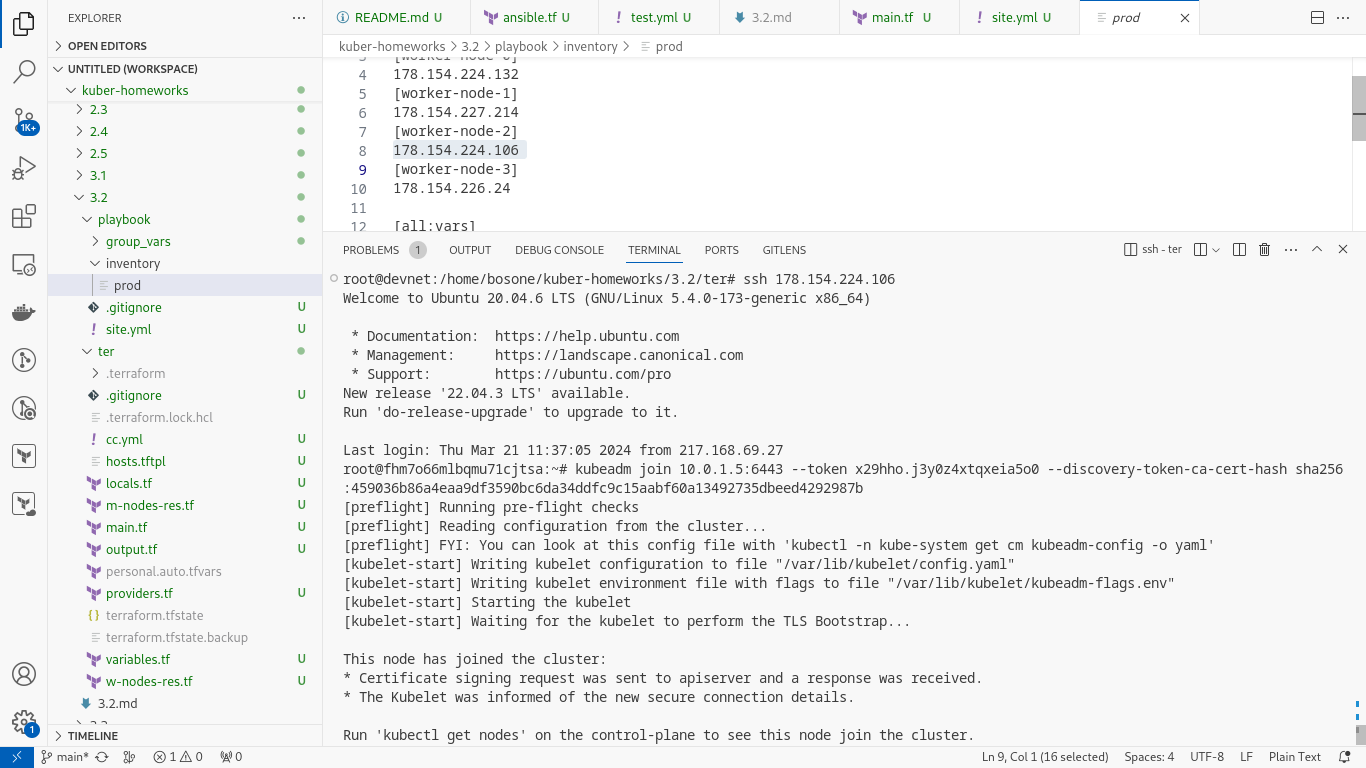 EXPLORER
OPEN EDITORS
UNTITLED (WORKSPACE)
kuber-homeworks
2.3
2.4
2.5
3.1
3.2
playbook
group_vars
inventory
prod
.gitignore U
site.yml U
ter
.terraform
.gitignore U
.terraform.lock.hcl
cc.yml U
hosts.tftpl U
locals.tf U
m-nodes-res.tf U
main.tf U
output.tf U
personal.auto.tfvars
providers.tf U
terraform.tfstate
terraform.tfstate.backup
variables.tf U
w-nodes-res.tf U
3.2.md
TIMELINE
1K+
1
README.md U ansible.tf U test.yml U 3.2.md main.tf U site.yml U prod
kuber-homeworks > 3.2 > playbook > inventory > prod
3 [worker-node-0]
4 178.154.224.132
5 [worker-node-1]
6 178.154.227.214
7 [worker-node-2]
8 178.154.224.106
9 [worker-node-3]
10 178.154.226.24
11
12 [all:vars]
PROBLEMS 1 OUTPUT DEBUG CONSOLE TERMINAL PORTS GITLENS ssh - ter
root@devnet:/home/bosone/kuber-homeworks/3.2/ter# ssh 178.154.224.106
Welcome to Ubuntu 20.04.6 LTS (GNU/Linux 5.4.0-173-generic x86_64)
* Documentation: https://help.ubuntu.com
* Management: https://landscape.canonical.com
* Support: https://ubuntu.com/pro
New release '22.04.3 LTS' available.
Run 'do-release-upgrade' to upgrade to it.
Last login: Thu Mar 21 11:37:05 2024 from 217.168.69.27
root@fhm7o66mlbqmu71cjtsa:~# kubeadm join 10.0.1.5:6443 --token x29hho.j3y0z4xtqxeia5o0 --discovery-token-ca-cert-hash sha256
:459036b86a4eaa9df3590bc6da34ddfc9c15aabf60a13492735dbeed4292987b
[preflight] Running pre-flight checks
[preflight] Reading configuration from the cluster...
[preflight] FYI: You can look at this config file with 'kubectl -n kube-system get cm kubeadm-config -o yaml'
[kubelet-start] Writing kubelet configuration to file "/var/lib/kubelet/config.yaml"
[kubelet-start] Writing kubelet environment file with flags to file "/var/lib/kubelet/kubeadm-flags.env"
[kubelet-start] Starting the kubelet
[kubelet-start] Waiting for the kubelet to perform the TLS Bootstrap...
This node has joined the cluster:
* Certificate signing request was sent to apiserver and a response was received.
* The Kubelet was informed of the new secure connection details.
Run 'kubectl get nodes' on the control-plane to see this node join the cluster.
main* 1 0 0 Ln 9, Col 1 (16 selected) Spaces: 4 UTF-8 LF Plain Text